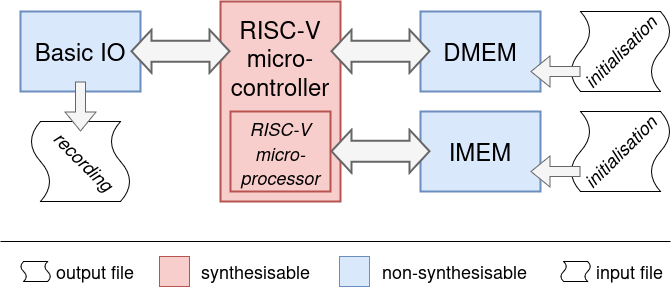 Basic IO
RISC-V
micro-
controller
DMEM
initialisation
RISC-V
micro-
processor
IMEM
initialisation
recording
output file
synthesisable
non-synthesisable
input file